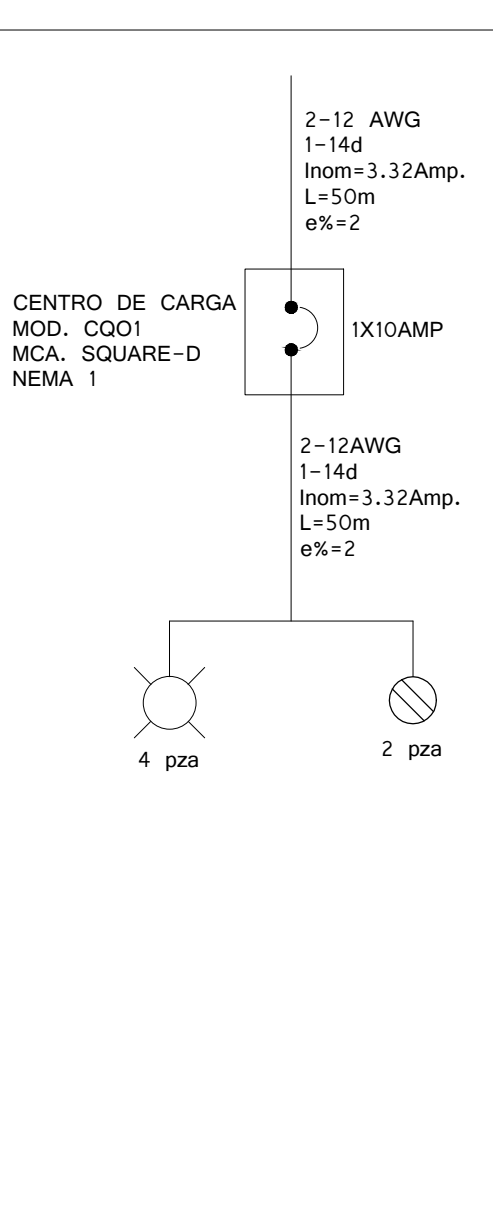 2-12 AWG
1-14d
Inom=3.32Amp.
L=50m
e%=2
CENTRO DE CARGA
MOD. CQO1
MCA. SQUARE-D
NEMA 1
1X10AMP
2-12AWG
1-14d
Inom=3.32Amp.
L=50m
e%=2
4 pza
2 pza